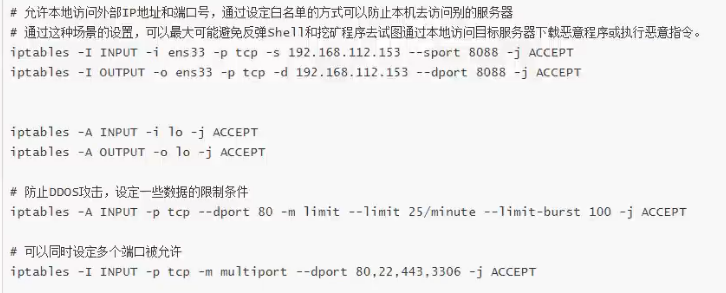 # 允许本地访问外部IP地址和端口号，通过设定白名单的方式可以防止本机去访问别的服务器
# 通过这种场景的设置，可以最大可能避免反弹Shell和挖矿程序去试图通过本地访问目标服务器下载恶意程序或执行恶意指令。
iptables -I INPUT -i ens33 -p tcp -s 192.168.112.153 --sport 8088 -j ACCEPT
iptables -I OUTPUT -o ens33 -p tcp -d 192.168.112.153 --dport 8088 -j ACCEPT
iptables -A INPUT -i lo -j ACCEPT
iptables -A OUTPUT -o lo -j ACCEPT
# 防止DDOS攻击，设定一些数据的限制条件
iptables -A INPUT -p tcp --dport 80 -m limit --limit 25/minute --limit-burst 100 -j ACCEPT
# 可以同时设定多个端口被允许
iptables -I INPUT -p tcp -m multiport --dport 80,22,443,3306 -j ACCEPT